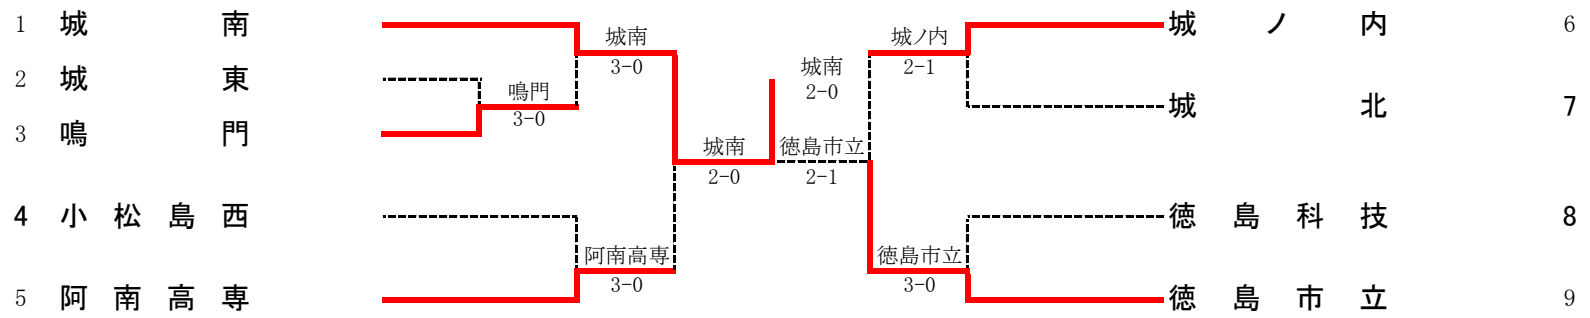 1 城南
城南
3-0
2 城東
鳴門
3-0
3 鳴門
城南
2-0
4 小松島西
阿南高専
3-0
5 阿南高専
城南
2-0
城ノ内
2-1
城ノ内 6
城北 7
徳島市立
2-1
徳島科技 8
徳島市立
3-0
徳島市立 9